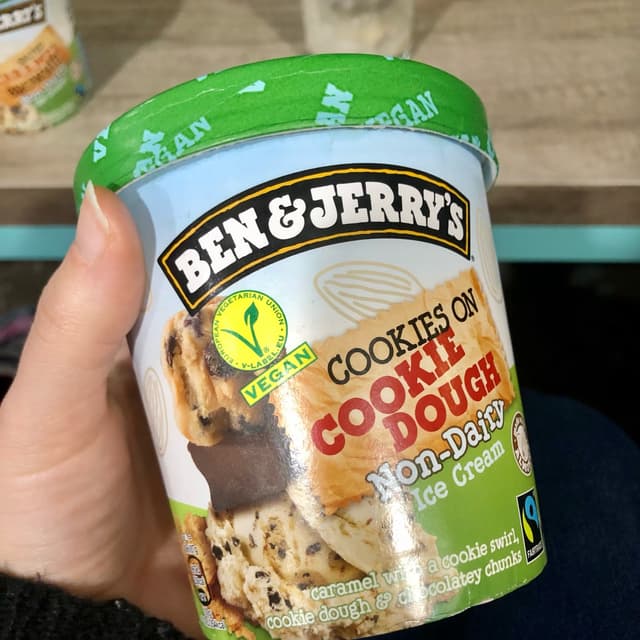 VEGAN
VEGAN
BEN & JERRY'S
EUROPEAN VEGETARIAN UNION
V-LABEL.EU
VEGAN
COOKIES ON
COOKIE
DOUGH
Non-Dairy
Ice Cream
caramel with a cookie swirl,
cookie dough & chocolatey chunks